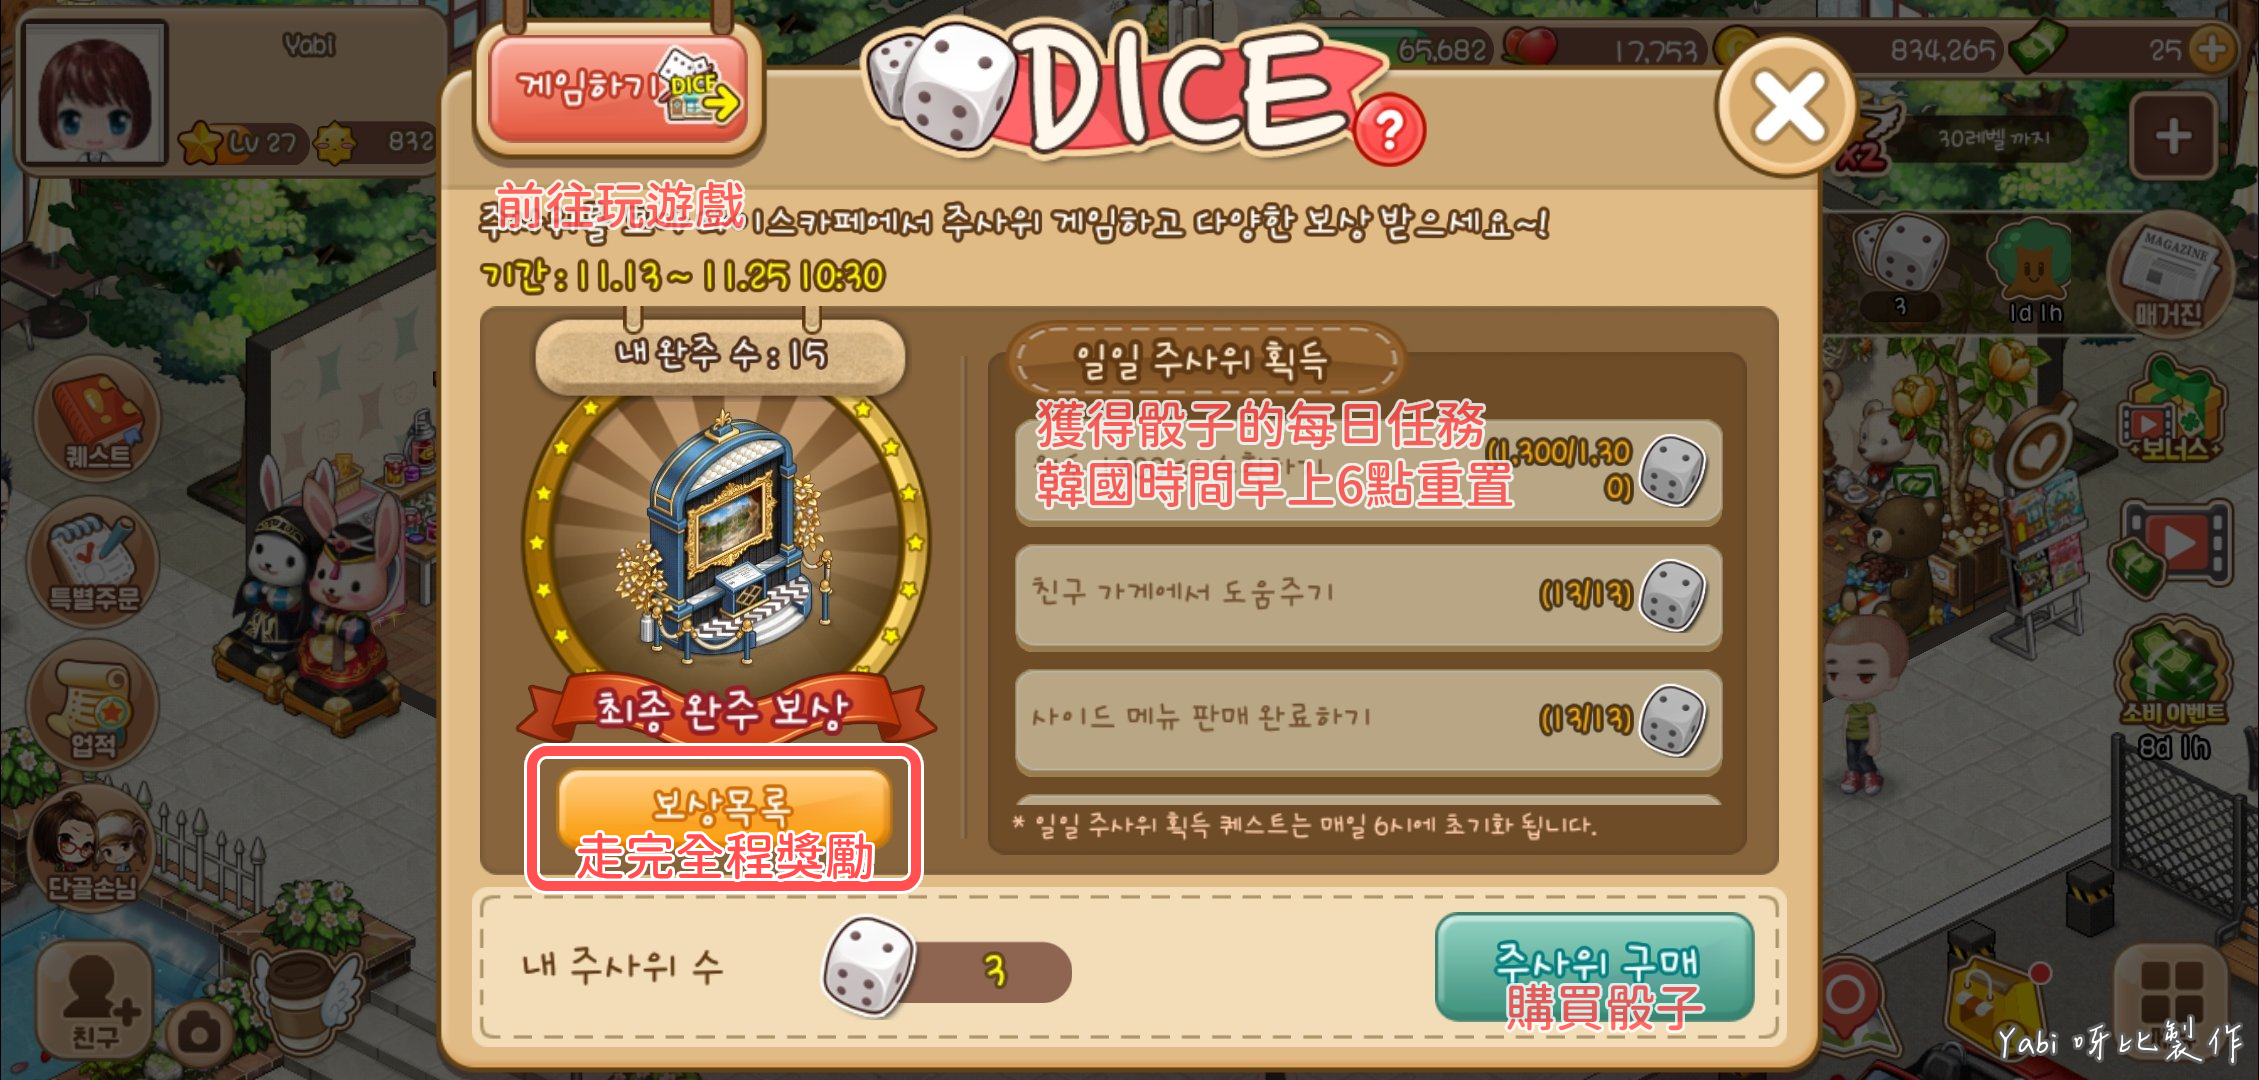 Yabi
Lv 27
832
게임하기
DICE
DICE
?
65,682
17,753
834,265
25
x2
30레벨 까지
前往玩遊戲
스카페에서 주사위 게임하고 다양한 보상 받으세요~!
기간 : 11.13 ~ 11.25 10:30
내 완주 수 : 15
일일 주사위 획득
獲得骰子的每日任務
韓國時間早上6點重置
(1,300/1,30
0)
친구 가게에서 도움주기
(13/13)
사이드 메뉴 판매 완료하기
(13/13)
* 일일 주사위 획득 퀘스트는 매일 6시에 초기화 됩니다.
최종 완주 보상
보상목록
走完全程獎勵
내 주사위 수
3
주사위 구매
購買骰子
퀘스트
특별주문
업적
단골손님
친구
3
1d 1h
MAGAZINE
매거진
보너스
소비 이벤트
8d 1h
Yabi 呀比製作